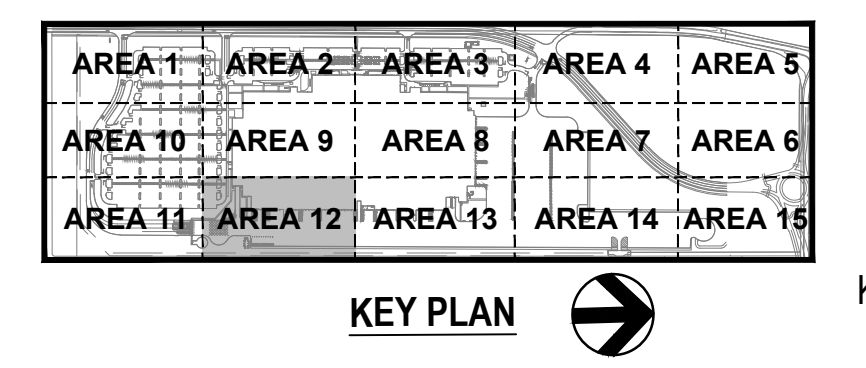 AREA 1 AREA 2 AREA 3 AREA 4 AREA 5
AREA 10 AREA 9 AREA 8 AREA 7 AREA 6
AREA 11 AREA 12 AREA 13 AREA 14 AREA 15
KEY PLAN